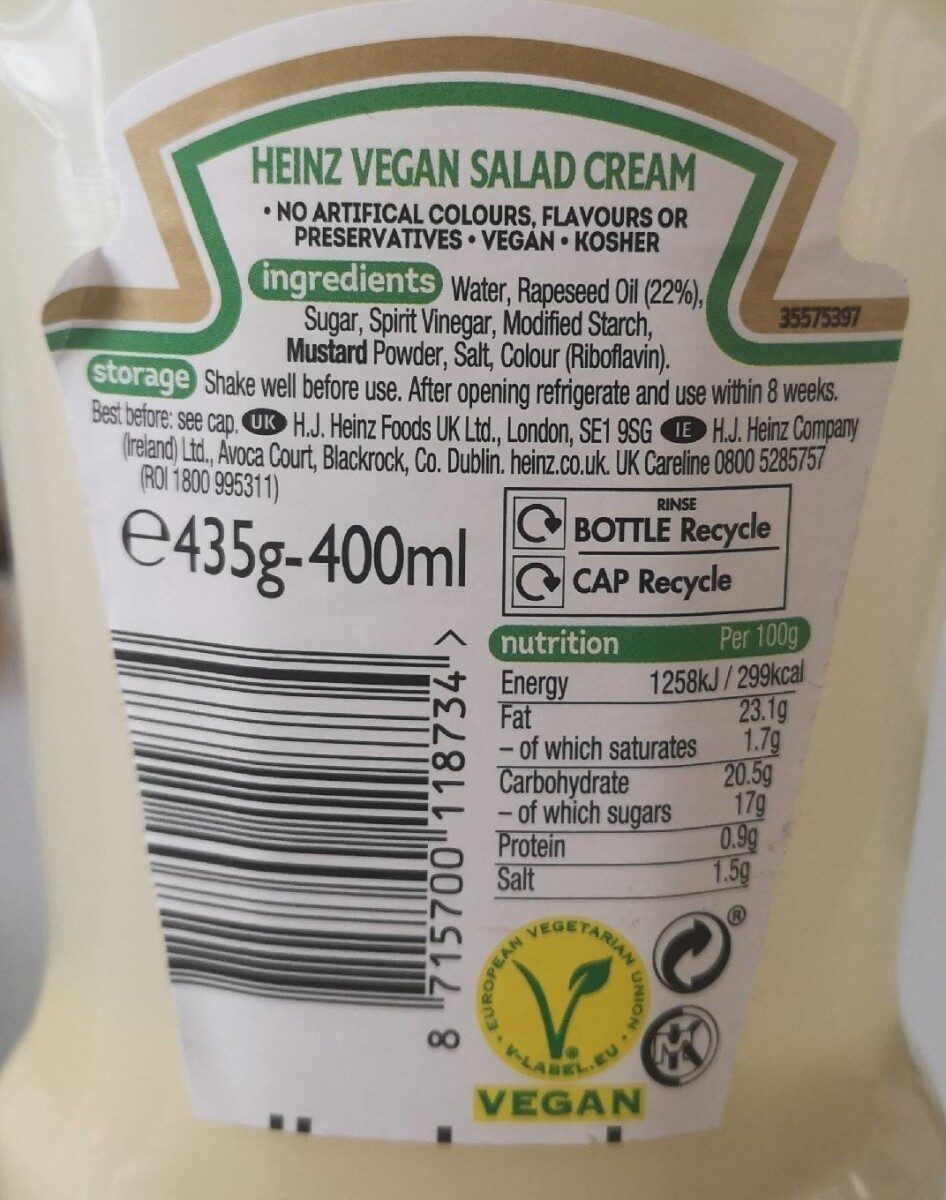 HEINZ VEGAN SALAD CREAM
• NO ARTIFICAL COLOURS, FLAVOURS OR
PRESERVATIVES • VEGAN • KOSHER
ingredients Water, Rapeseed Oil (22%),
Sugar, Spirit Vinegar, Modified Starch,
Mustard Powder, Salt, Colour (Riboflavin).
35575397
storage Shake well before use. After opening refrigerate and use within 8 weeks.
Best before: see cap. UK H.J. Heinz Foods UK Ltd., London, SE1 9SG IE H.J. Heinz Company
(Ireland) Ltd., Avoca Court, Blackrock, Co. Dublin. heinz.co.uk. UK Careline 0800 5285757
(ROI 1800 995311)
e435g-400ml
RINSE
BOTTLE Recycle
CAP Recycle
nutrition Per 100g
Energy 1258kJ / 299kcal
Fat 23.1g
– of which saturates 1.7g
Carbohydrate 20.5g
– of which sugars 17g
Protein 0.9g
Salt 1.5g
8 715700 118734 >
• EUROPEAN VEGETARIAN UNION •
V-LABEL.EU
®
VEGAN
®